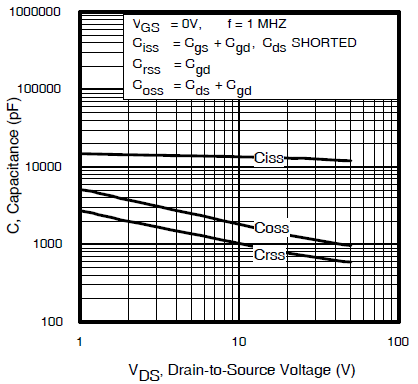 1000000
VGS = 0V, f = 1 MHZ
Ciss = Cgs + Cgd, Cds SHORTED
Crss = Cgd
Coss = Cds + Cgd
100000
10000
1000
100
C, Capacitance (pF)
Ciss
Coss
Crss
1 10 100
VDS, Drain-to-Source Voltage (V)